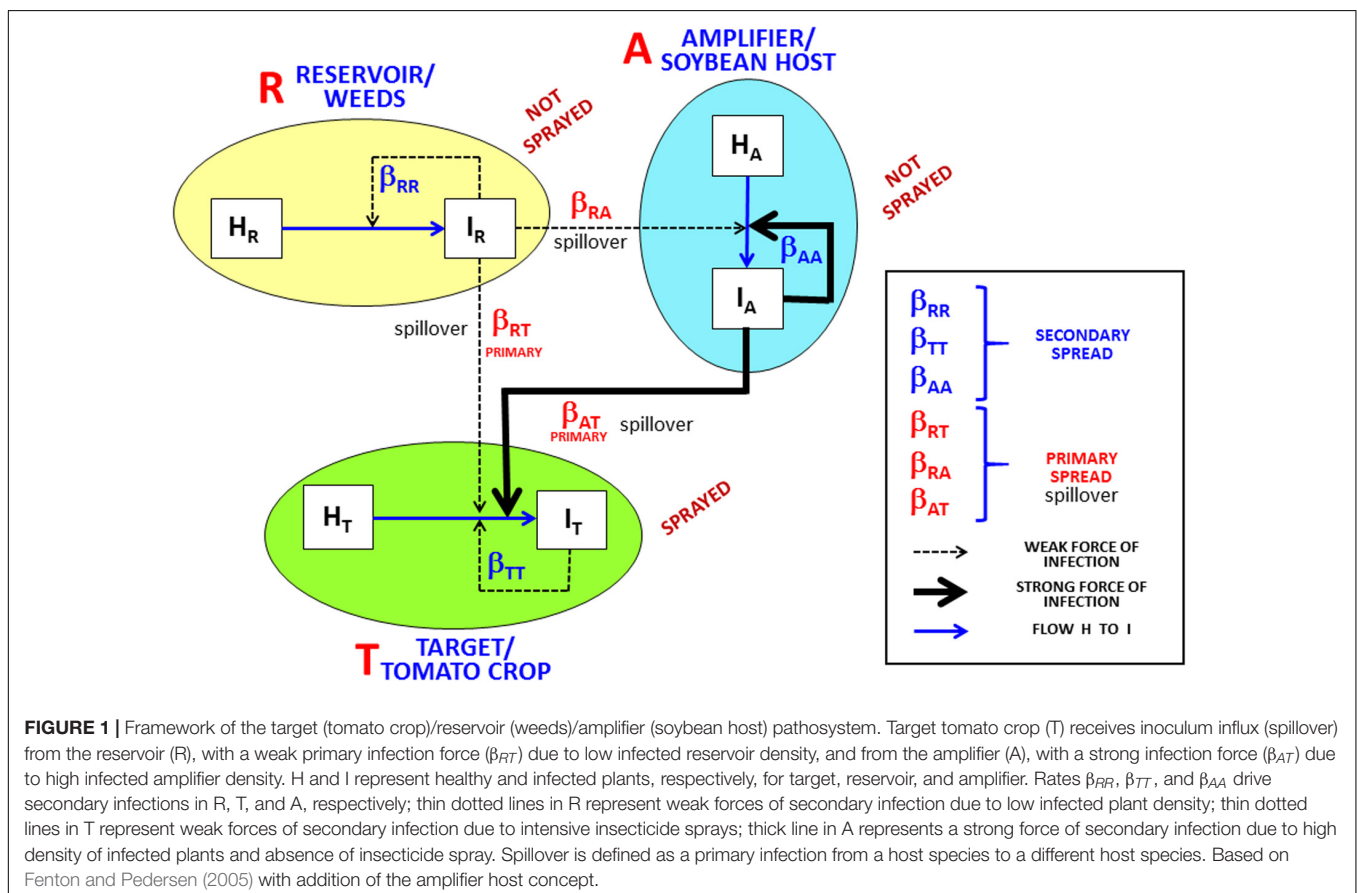 A AMPLIFIER/
SOYBEAN HOST
R RESERVOIR/
WEEDS
NOT
SPRAYED
H_A
NOT
SPRAYED
β_RR
H_R
I_R
β_RA
spillover
β_AA
I_A
spillover
β_RT
PRIMARY
β_AT
PRIMARY
spillover
SPRAYED
H_T
I_T
β_TT
T TARGET/
TOMATO CROP
β_RR
β_TT
β_AA
SECONDARY
SPREAD
β_RT
β_RA
β_AT
PRIMARY
SPREAD
spillover
WEAK FORCE OF
INFECTION
STRONG FORCE OF
INFECTION
FLOW H TO I
FIGURE 1 | Framework of the target (tomato crop)/reservoir (weeds)/amplifier (soybean host) pathosystem. Target tomato crop (T) receives inoculum influx (spillover)
from the reservoir (R), with a weak primary infection force (β_RT) due to low infected reservoir density, and from the amplifier (A), with a strong infection force (β_AT) due
to high infected amplifier density. H and I represent healthy and infected plants, respectively, for target, reservoir, and amplifier. Rates β_RR, β_TT, and β_AA drive
secondary infections in R, T, and A, respectively; thin dotted lines in R represent weak forces of secondary infection due to low infected plant density; thin dotted
lines in T represent weak forces of secondary infection due to intensive insecticide sprays; thick line in A represents a strong force of secondary infection due to high
density of infected plants and absence of insecticide spray. Spillover is defined as a primary infection from a host species to a different host species. Based on
Fenton and Pedersen (2005) with addition of the amplifier host concept.